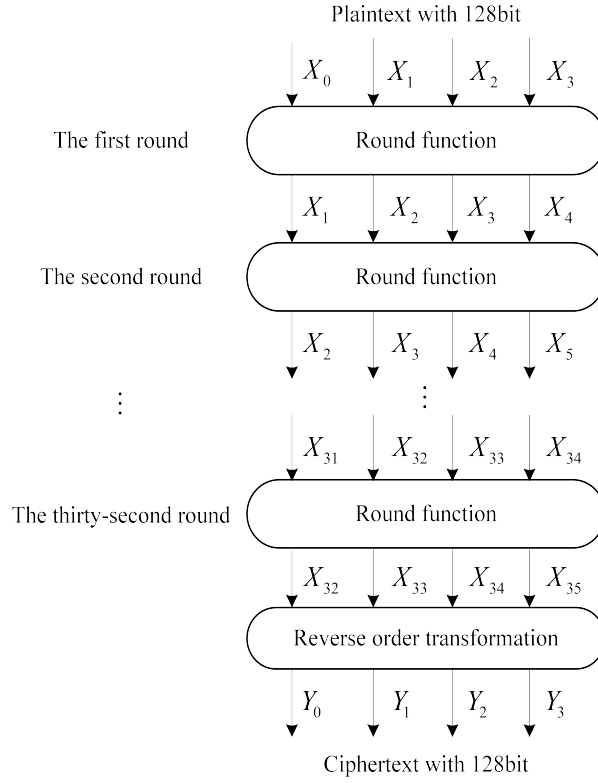 Plaintext with 128bit
X0 X1 X2 X3
The first round Round function
X1 X2 X3 X4
The second round Round function
X2 X3 X4 X5
⋮ ⋮
X31 X32 X33 X34
The thirty-second round Round function
X32 X33 X34 X35
Reverse order transformation
Y0 Y1 Y2 Y3
Ciphertext with 128bit